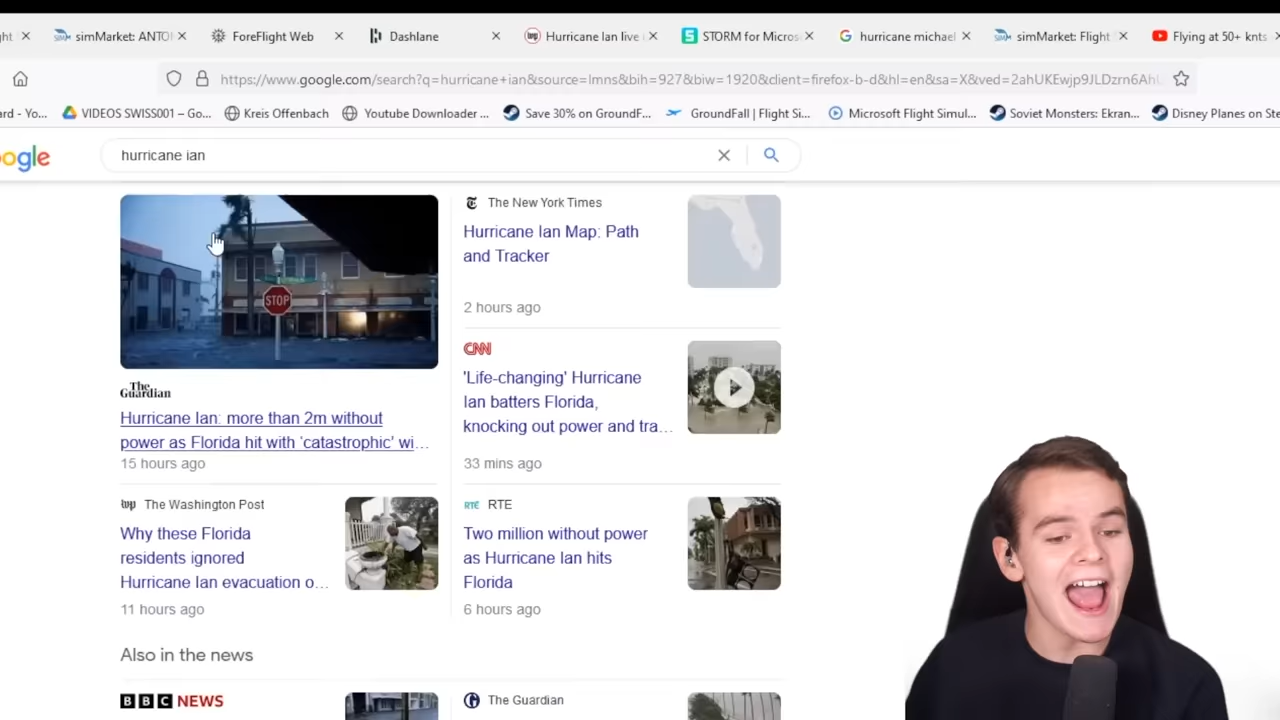 ht
simMarket: ANTO
ForeFlight Web
Dashlane
Hurricane Ian live
STORM for Micros
hurricane michael
simMarket: Flight
Flying at 50+ knts
https://www.google.com/search?q=hurricane+ian&source=lmns&bih=927&biw=1920&client=firefox-b-d&hl=en&sa=X&ved=2ahUKEwjp9JLDzrn6AhU
ard - Yo...
VIDEOS SWISS001 – Go...
Kreis Offenbach
Youtube Downloader ...
Save 30% on GroundF...
GroundFall | Flight Si...
Microsoft Flight Simul...
Soviet Monsters: Ekran...
Disney Planes on Ste
ogle
hurricane ian
STOP
The Guardian
Hurricane Ian: more than 2m without
power as Florida hit with ‘catastrophic’ wi...
15 hours ago
The New York Times
Hurricane Ian Map: Path
and Tracker
2 hours ago
CNN
'Life-changing' Hurricane
Ian batters Florida,
knocking out power and tra...
33 mins ago
wp The Washington Post
Why these Florida
residents ignored
Hurricane Ian evacuation o...
11 hours ago
RTE RTE
Two million without power
as Hurricane Ian hits
Florida
6 hours ago
Also in the news
BBC NEWS
The Guardian